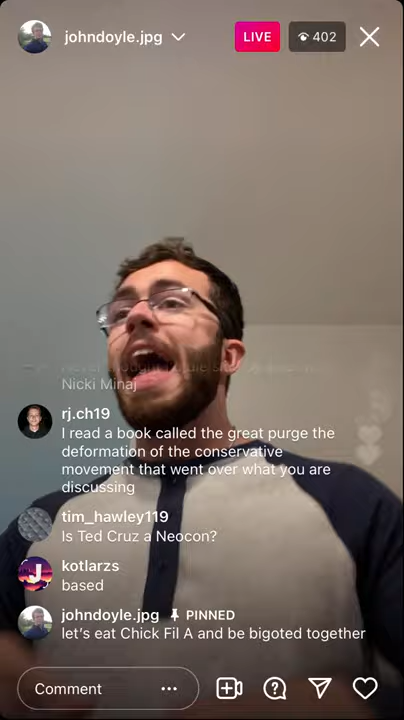 johndoyle.jpg
LIVE
402
Nicki Minaj
rj.ch19
I read a book called the great purge the
deformation of the conservative
movement that went over what you are
discussing
tim_hawley119
Is Ted Cruz a Neocon?
kotlarzs
based
johndoyle.jpg PINNED
let's eat Chick Fil A and be bigoted together
Comment